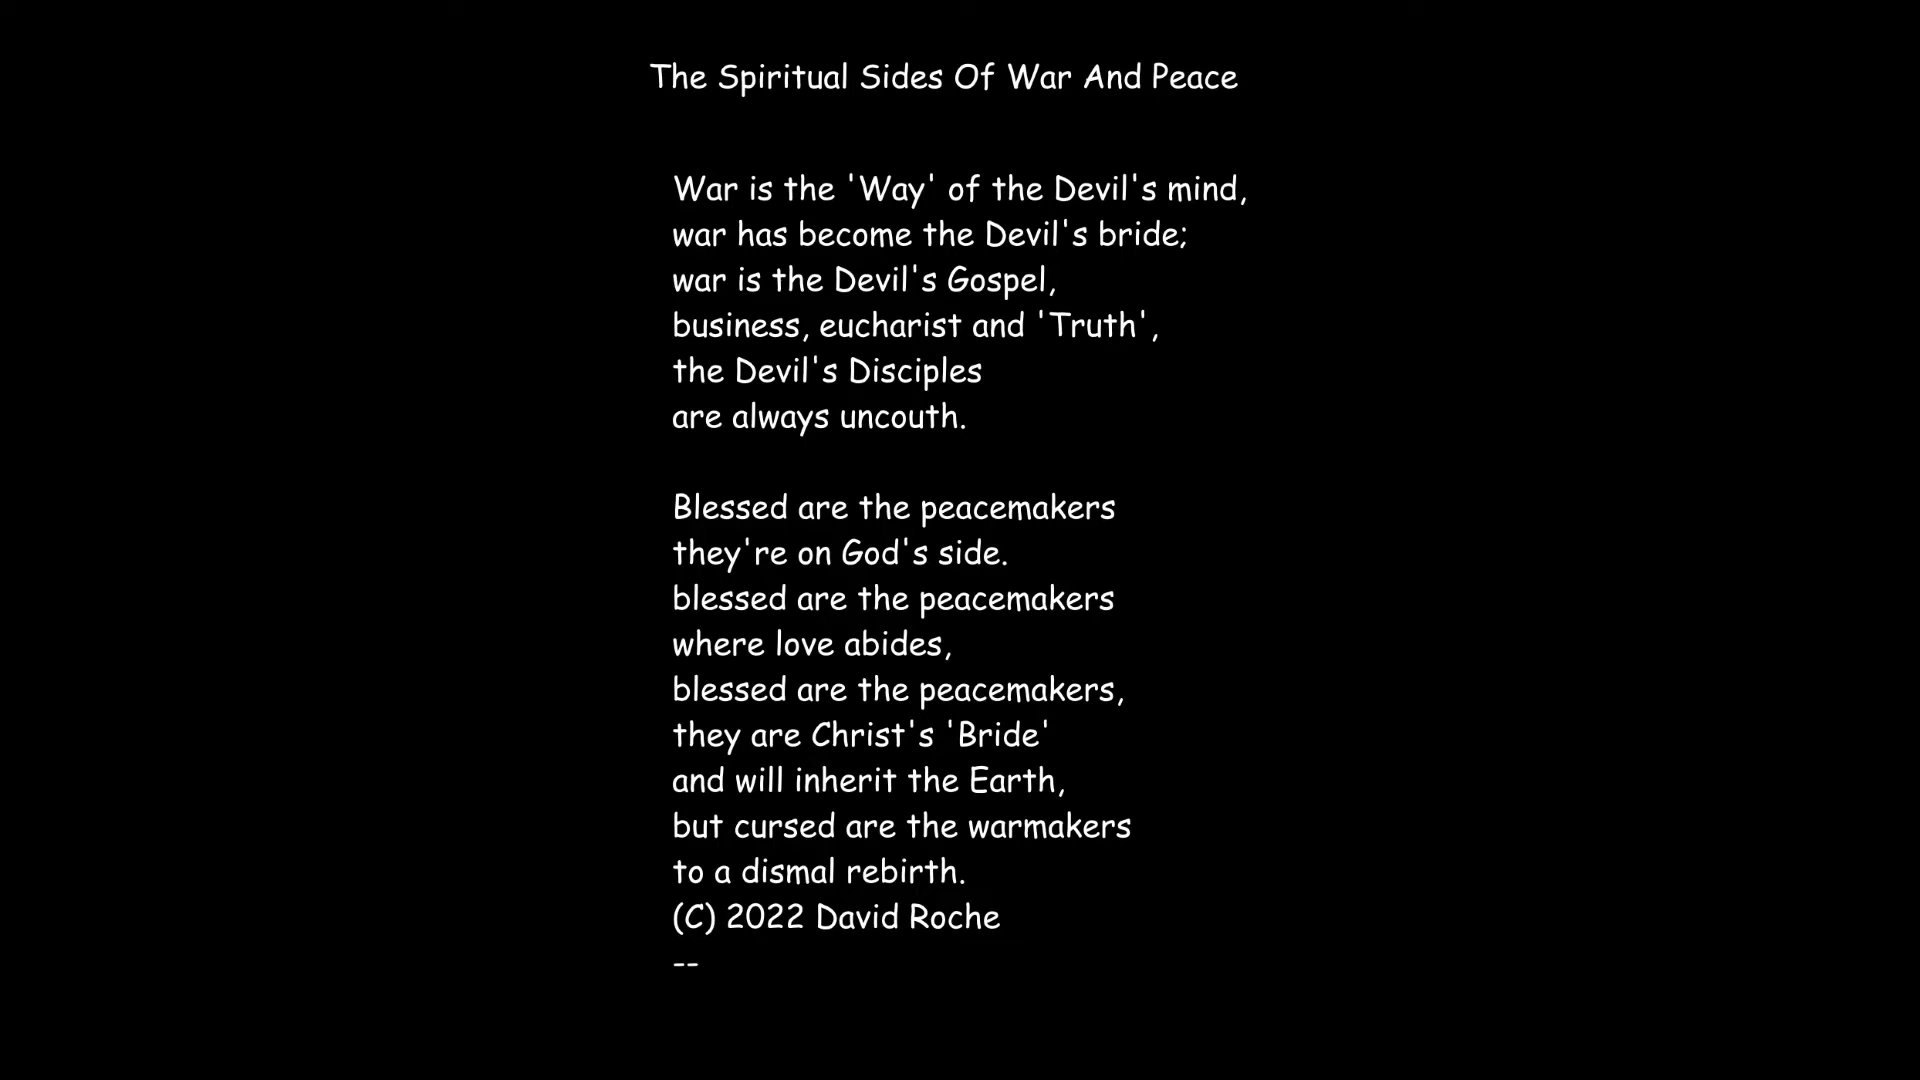 The Spiritual Sides Of War And Peace
War is the 'Way' of the Devil's mind,
war has become the Devil's bride;
war is the Devil's Gospel,
business, eucharist and 'Truth',
the Devil's Disciples
are always uncouth.
Blessed are the peacemakers
they're on God's side.
blessed are the peacemakers
where love abides,
blessed are the peacemakers,
they are Christ's 'Bride'
and will inherit the Earth,
but cursed are the warmakers
to a dismal rebirth.
(C) 2022 David Roche
--